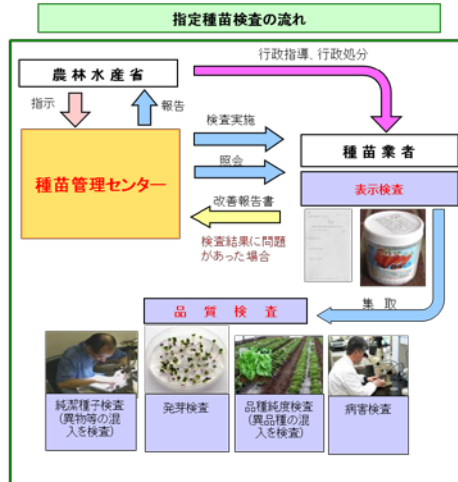 指定種苗検査の流れ
農林水産省
行政指導、行政処分
指示
報告
検査実施
種苗業者
照会
種苗管理センター
表示検査
改善報告書
検査結果に問題
があった場合
集取
品質検査
純潔種子検査
(異物等の混
入を検査)
発芽検査
品種純度検査
(異品種の混
入を検査)
病害検査